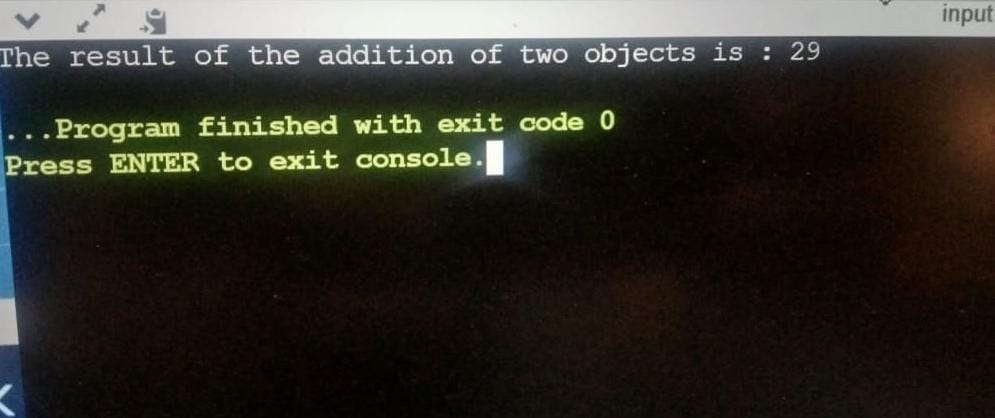 input
The result of the addition of two objects is : 29
...Program finished with exit code 0
Press ENTER to exit console.